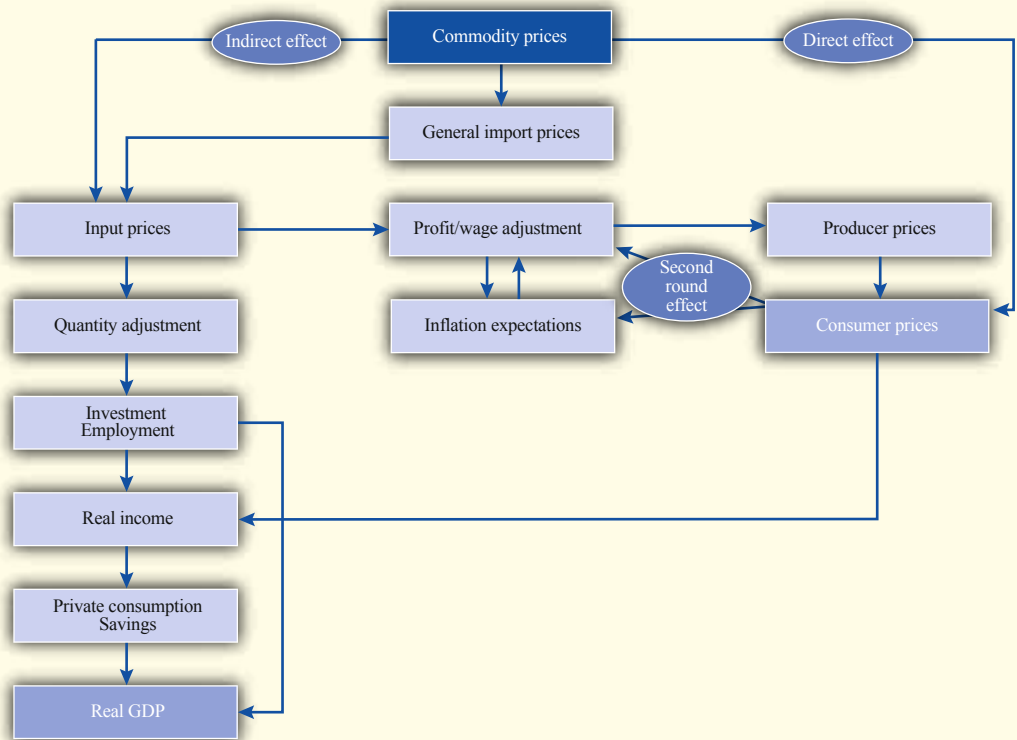 Indirect effect
Commodity prices
Direct effect
General import prices
Input prices
Profit/wage adjustment
Producer prices
Second
round
effect
Quantity adjustment
Inflation expectations
Consumer prices
Investment
Employment
Real income
Private consumption
Savings
Real GDP